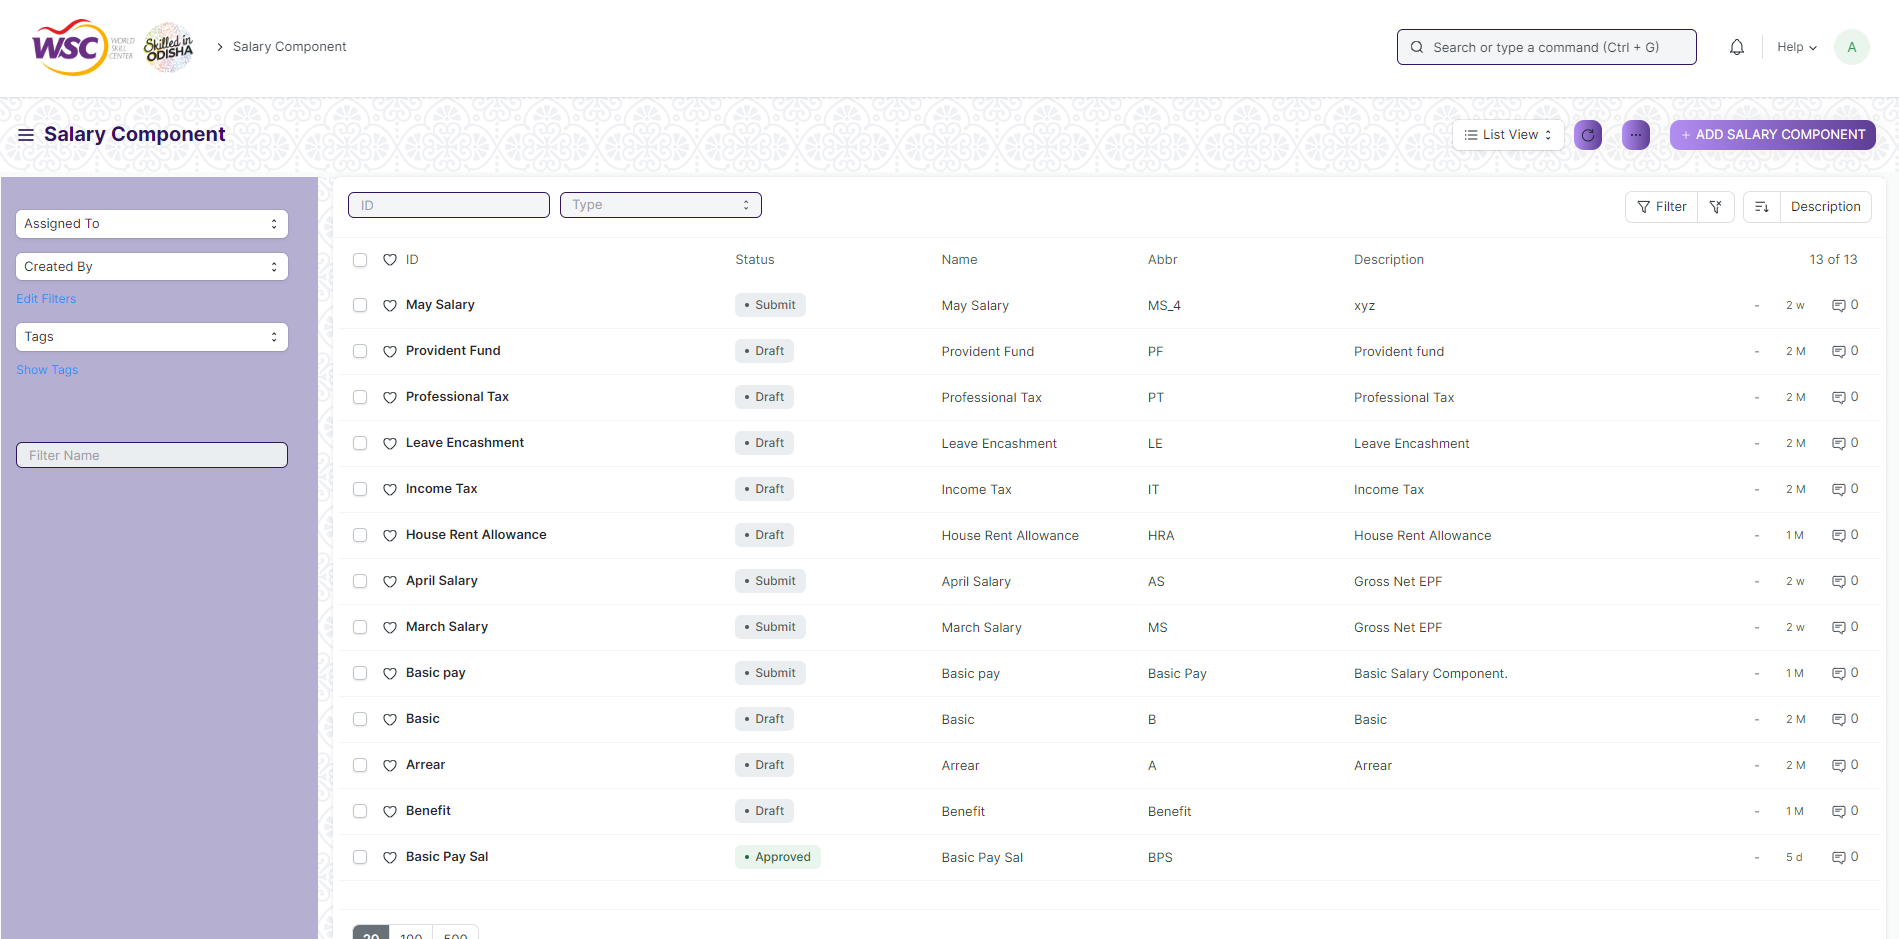 WSC WORLD SKILL CENTER Skilled in ODISHA > Salary Component Search or type a command (Ctrl + G) Help A
Salary Component List View ... + ADD SALARY COMPONENT
Assigned To
Created By
Edit Filters
Tags
Show Tags
Filter Name
ID Type Filter Description
ID Status Name Abbr Description 13 of 13
May Salary • Submit May Salary MS_4 xyz - 2 w 0
Provident Fund • Draft Provident Fund PF Provident fund - 2 M 0
Professional Tax • Draft Professional Tax PT Professional Tax - 2 M 0
Leave Encashment • Draft Leave Encashment LE Leave Encashment - 2 M 0
Income Tax • Draft Income Tax IT Income Tax - 2 M 0
House Rent Allowance • Draft House Rent Allowance HRA House Rent Allowance - 1 M 0
April Salary • Submit April Salary AS Gross Net EPF - 2 w 0
March Salary • Submit March Salary MS Gross Net EPF - 2 w 0
Basic pay • Submit Basic pay Basic Pay Basic Salary Component. - 1 M 0
Basic • Draft Basic B Basic - 2 M 0
Arrear • Draft Arrear A Arrear - 2 M 0
Benefit • Draft Benefit Benefit - 1 M 0
Basic Pay Sal • Approved Basic Pay Sal BPS - 5 d 0
20 100 500